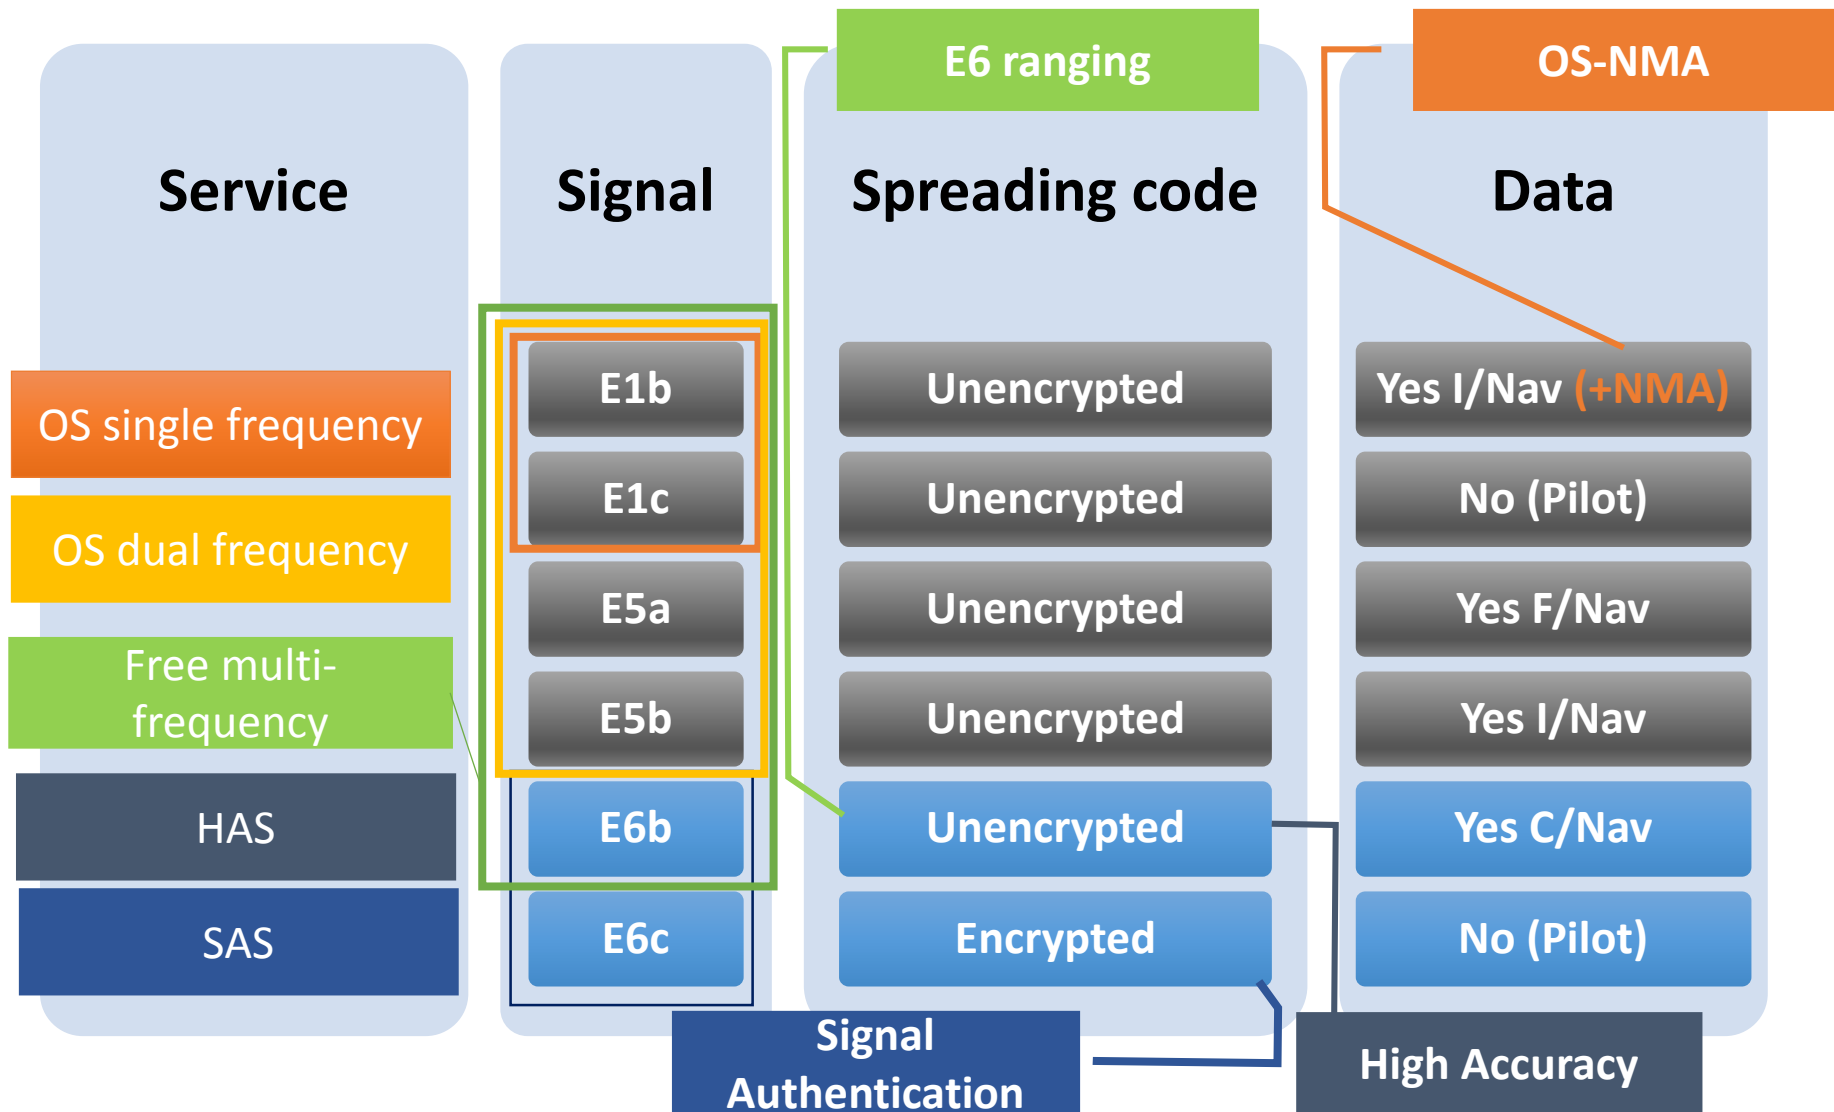 E6 ranging
OS-NMA
Service
Signal
Spreading code
Data
E1b
Unencrypted
Yes I/Nav (+NMA)
OS single frequency
E1c
Unencrypted
No (Pilot)
OS dual frequency
E5a
Unencrypted
Yes F/Nav
Free multi-
frequency
E5b
Unencrypted
Yes I/Nav
HAS
E6b
Unencrypted
Yes C/Nav
SAS
E6c
Encrypted
No (Pilot)
Signal
Authentication
High Accuracy